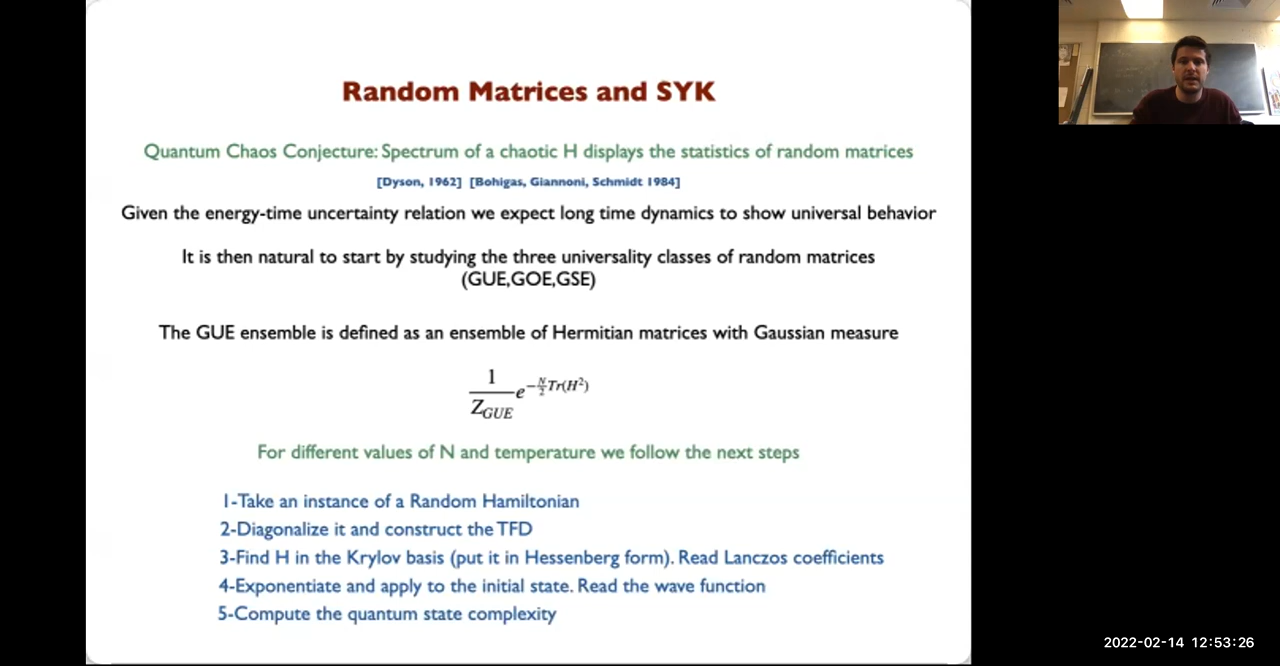 Random Matrices and SYK
Quantum Chaos Conjecture: Spectrum of a chaotic H displays the statistics of random matrices
[Dyson, 1962] [Bohigas, Giannoni, Schmidt 1984]
Given the energy-time uncertainty relation we expect long time dynamics to show universal behavior
It is then natural to start by studying the three universality classes of random matrices
(GUE,GOE,GSE)
The GUE ensemble is defined as an ensemble of Hermitian matrices with Gaussian measure
\frac{1}{Z_{GUE}} e^{-\frac{N}{2}Tr(H^2)}
For different values of N and temperature we follow the next steps
1-Take an instance of a Random Hamiltonian
2-Diagonalize it and construct the TFD
3-Find H in the Krylov basis (put it in Hessenberg form). Read Lanczos coefficients
4-Exponentiate and apply to the initial state. Read the wave function
5-Compute the quantum state complexity
2022-02-14 12:53:26